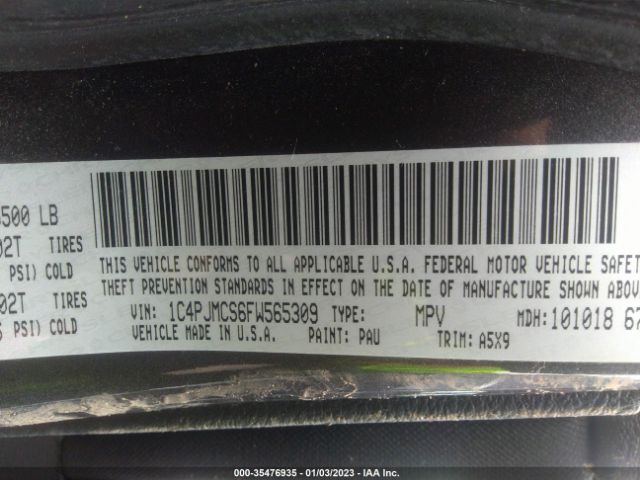 500 LB
02T TIRES
PSI) COLD
02T TIRES
PSI) COLD
THIS VEHICLE CONFORMS TO ALL APPLICABLE U.S.A. FEDERAL MOTOR VEHICLE SAFET
THEFT PREVENTION STANDARDS IN EFFECT ON THE DATE OF MANUFACTURE SHOWN ABOVE
VIN: 1C4PJMCS6FW565309 TYPE: MPV MDH:101018 67
VEHICLE MADE IN U.S.A. PAINT: PAU TRIM: A5X9
000-35476935 - 01/03/2023 - IAA Inc.